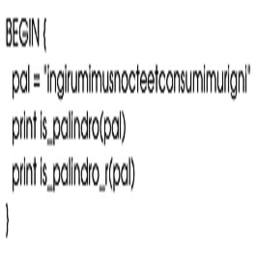 BEGIN {
pal = "ingirumimusnocteetconsumimurigni"
print is_palindro(pal)
print is_palindro_r(pal)
}